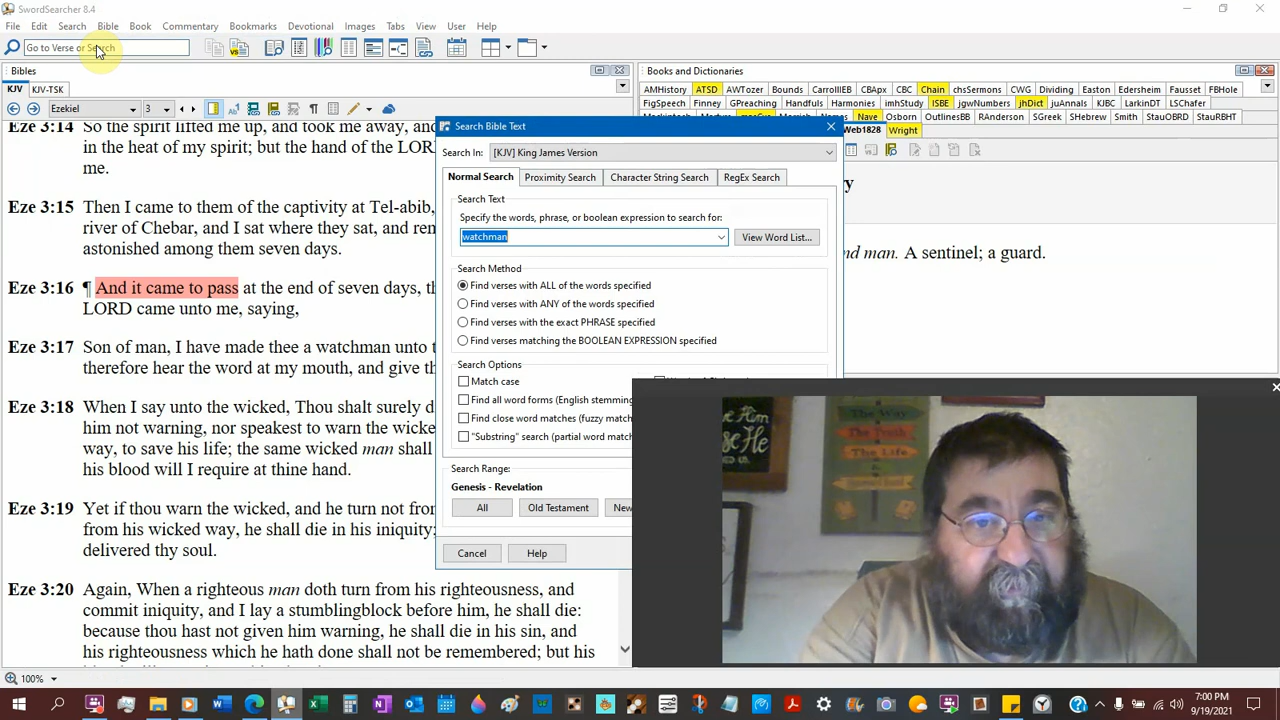 SwordSearcher 8.4
File Edit Search Bible Book Commentary Bookmarks Devotional Images Tabs View User Help
Go to Verse or Search
Bibles
KJV KJV-TSK
Ezekiel 3
Eze 3:14 So the spirit lifted me up, and took me away, and
in the heat of my spirit; but the hand of the LORD
me.
Eze 3:15 Then I came to them of the captivity at Tel-abib,
river of Chebar, and I sat where they sat, and
astonished among them seven days.
Eze 3:16 ¶ And it came to pass at the end of seven days,
LORD came unto me, saying,
Eze 3:17 Son of man, I have made thee a watchman unto
therefore hear the word at my mouth, and give
Eze 3:18 When I say unto the wicked, Thou shalt surely
him not warning, nor speakest to warn the wicked
way, to save his life; the same wicked man shall
his blood will I require at thine hand.
Eze 3:19 Yet if thou warn the wicked, and he turn not
from his wicked way, he shall die in his iniquity;
delivered thy soul.
Eze 3:20 Again, When a righteous man doth turn from his righteousness, and
commit iniquity, and I lay a stumblingblock before him, he shall die:
because thou hast not given him warning, he shall die in his sin, and
his righteousness which he hath done shall not be remembered; but his
100%
Search Bible Text
Search In: [KJV] King James Version
Normal Search Proximity Search Character String Search RegEx Search
Search Text
Specify the words, phrase, or boolean expression to search for:
watchman View Word List...
Search Method
Find verses with ALL of the words specified
Find verses with ANY of the words specified
Find verses with the exact PHRASE specified
Find verses matching the BOOLEAN EXPRESSION specified
Search Options
Match case
Find all word forms (English stemming
Find close word matches (fuzzy match
"Substring" search (partial word match
Search Range:
Genesis - Revelation
All Old Testament New
Cancel Help
Books and Dictionaries
AMHistory ATSD AWTozer Bounds CarrollEB CBApx CBC Chain chsSermons CWG Dividing Easton Edersheim Fausset FBHole
FigSpeech Finney GPreaching Handfuls Harmonies imhStudy ISBE jgwNumbers jhDict juAnnals KJBC LarkinDT LSChafer
Nave Osborn OutlinesBB RAnderson SGreek SHebrew Smith StauOBRD StauRBHT
Web1828 Wright
and man. A sentinel; a guard.
The Way
The Truth
The Life
7:00 PM
9/19/2021